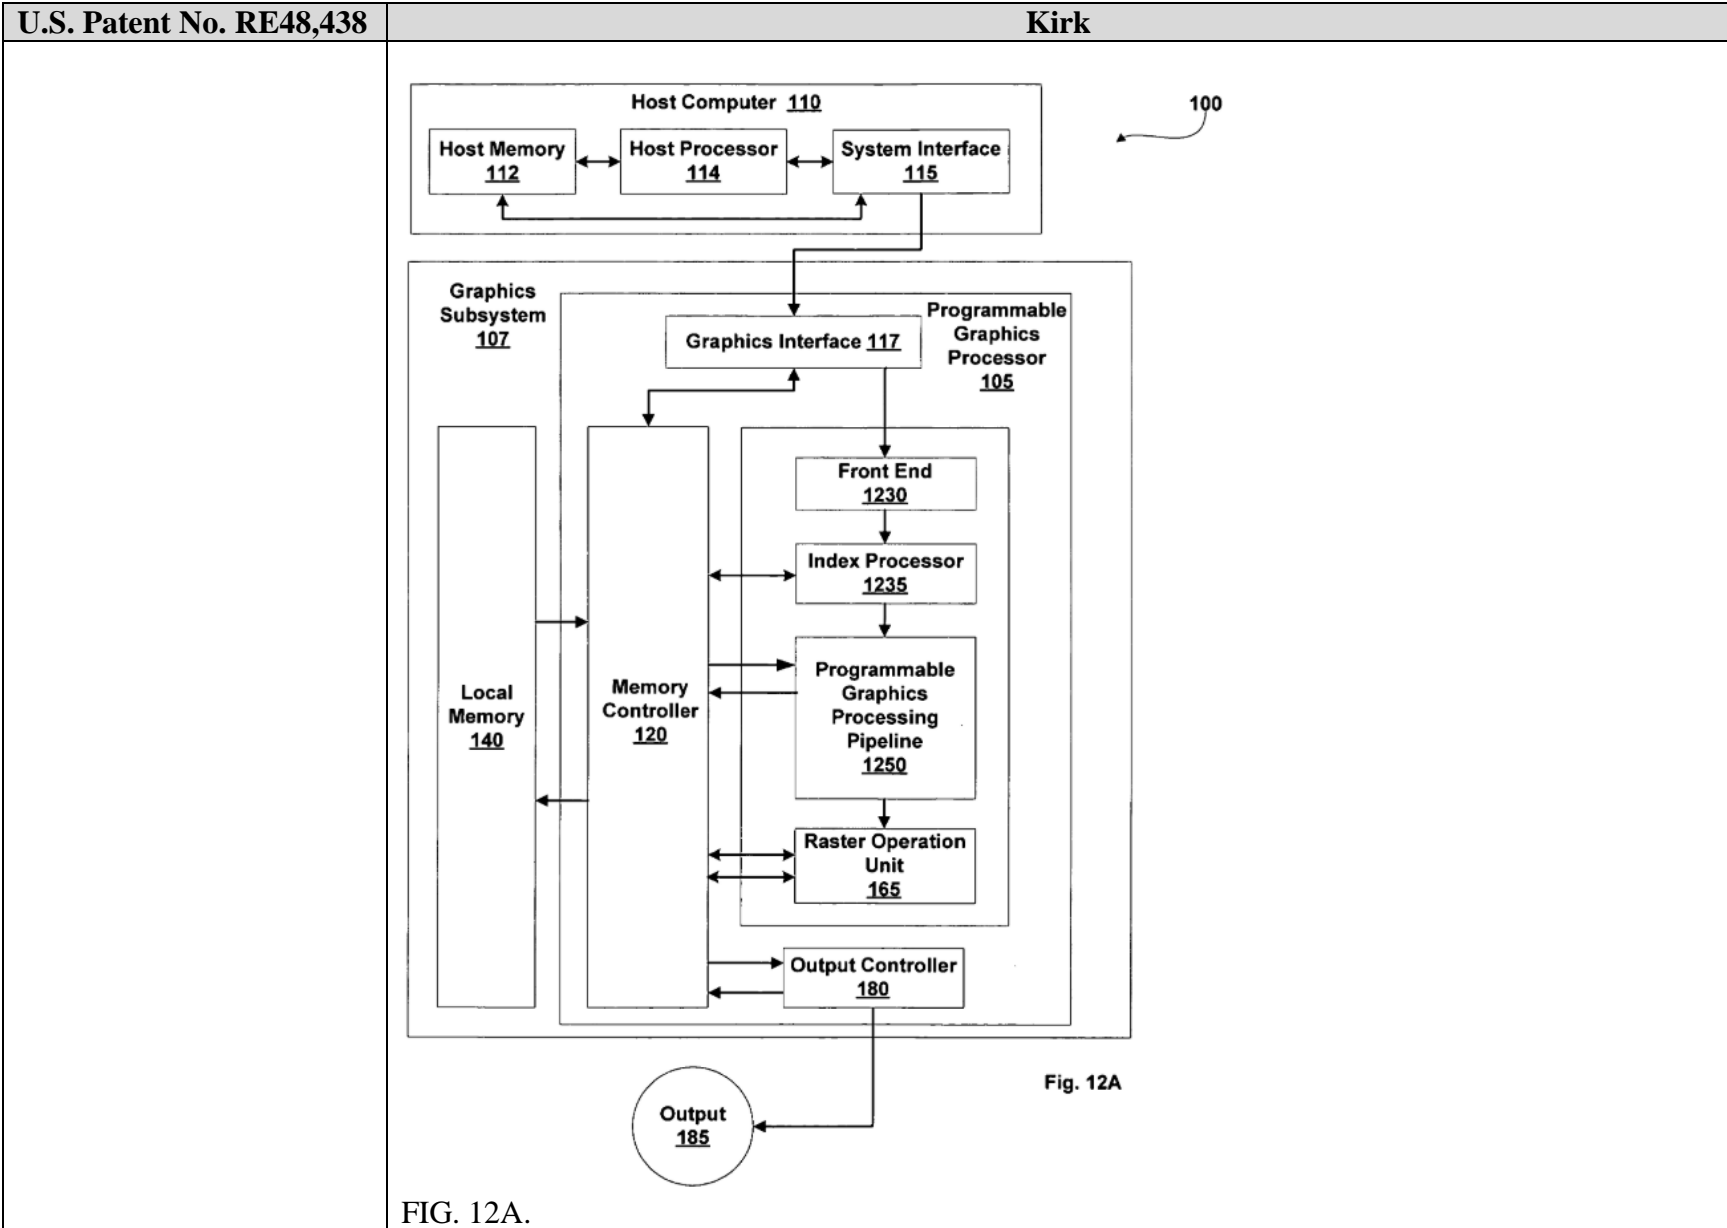 U.S. Patent No. RE48,438
Kirk
Host Computer 110
100
Host Memory
112
Host Processor
114
System Interface
115
Graphics
Subsystem
107
Programmable
Graphics
Processor
105
Graphics Interface 117
Front End
1230
Index Processor
1235
Programmable
Graphics
Processing
Pipeline
1250
Local
Memory
140
Memory
Controller
120
Raster Operation
Unit
165
Output Controller
180
Fig. 12A
Output
185
FIG. 12A.